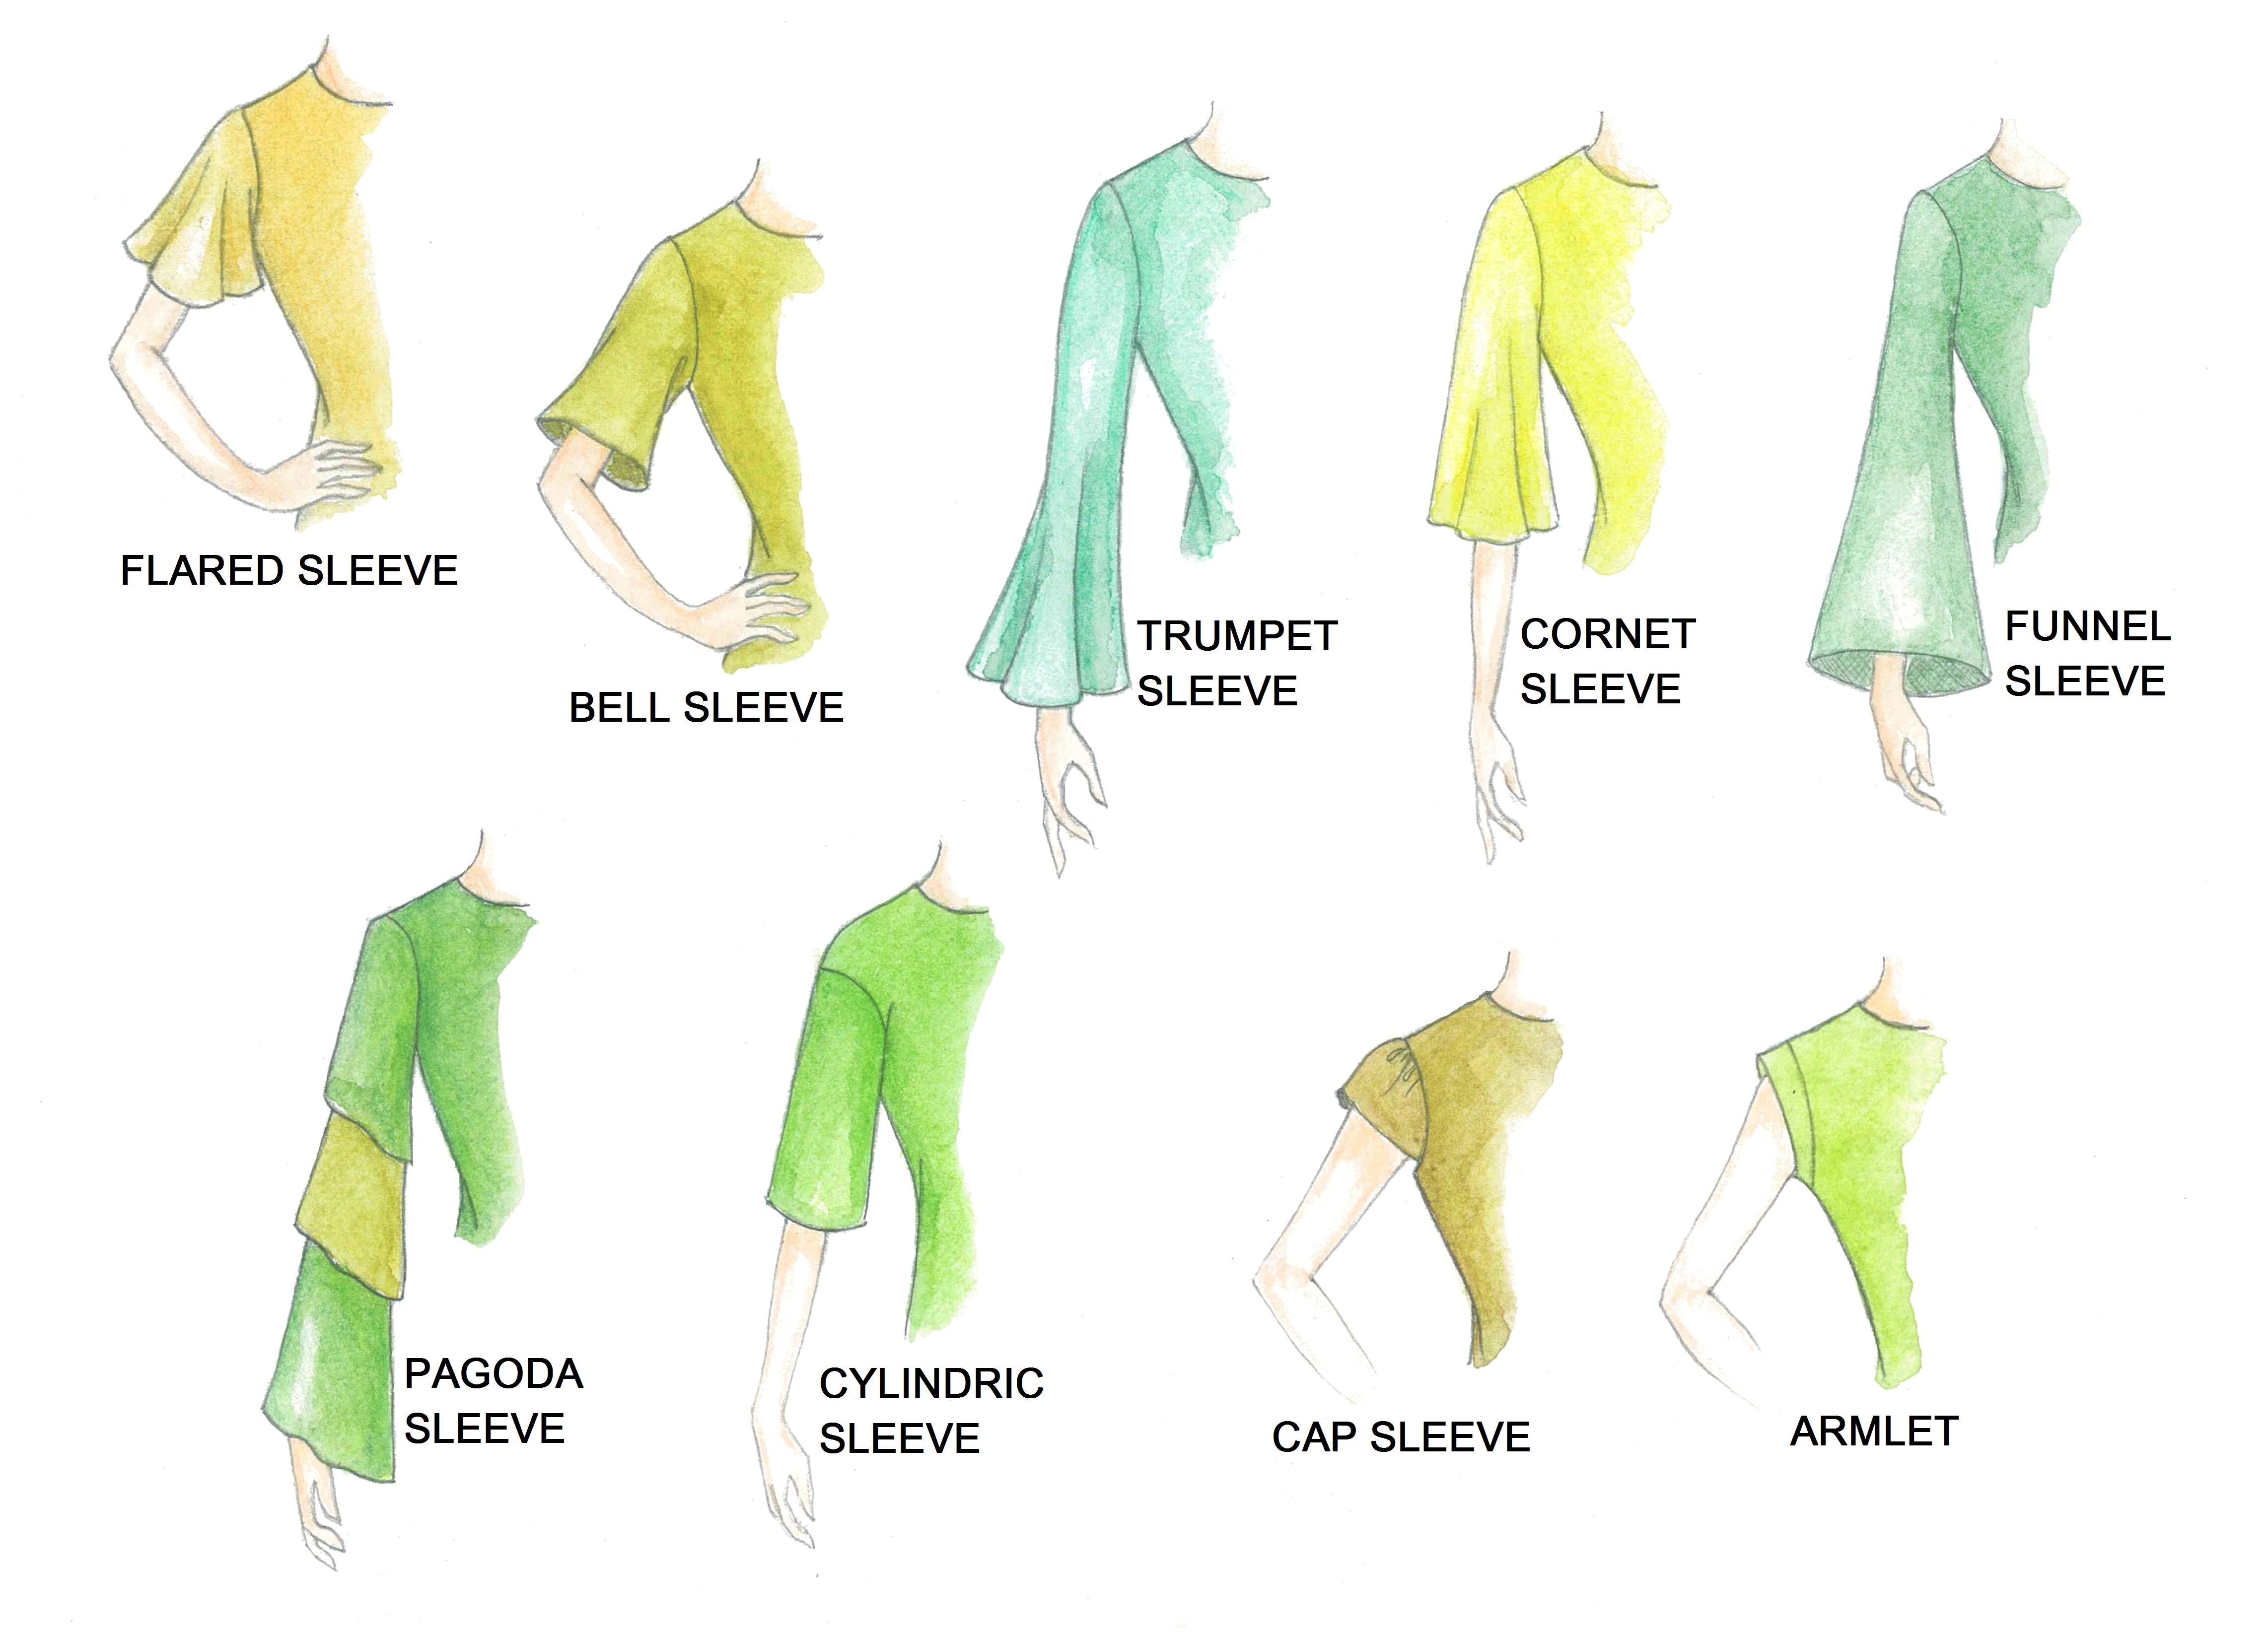 FLARED SLEEVE
BELL SLEEVE
TRUMPET
SLEEVE
CORNET
SLEEVE
FUNNEL
SLEEVE
PAGODA
SLEEVE
CYLINDRIC
SLEEVE
CAP SLEEVE
ARMLET